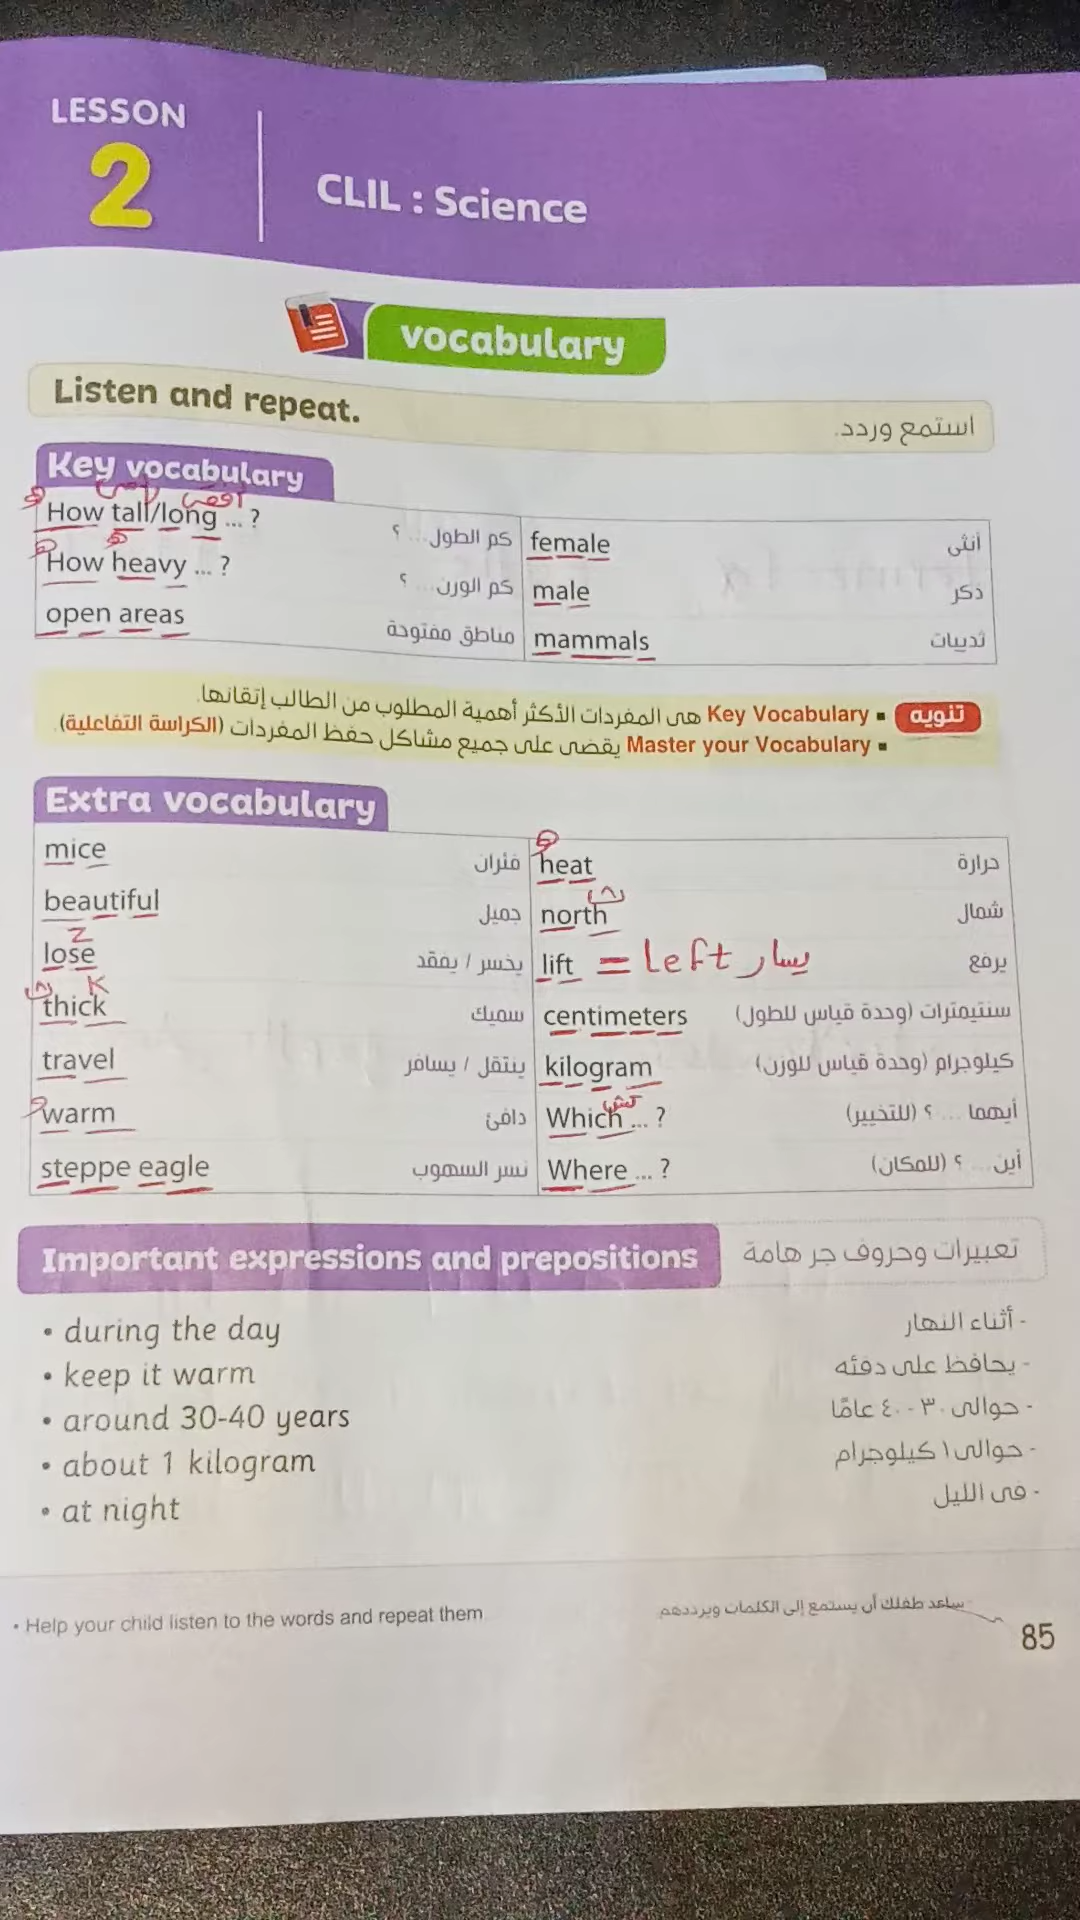 LESSON
2
CLIL : Science
vocabulary
Listen and repeat.
استمع وردد.
Key vocabulary
رأسى
أفقى
How tall/long ... ?
كم الطول... ؟
female
أنثى
How heavy ... ?
كم الوزن... ؟
male
ذكر
open areas
مناطق مفتوحة
mammals
ثدييات
تنويه
▪ Key Vocabulary هى المفردات الأكثر أهمية المطلوب من الطالب إتقانها.
▪ Master your Vocabulary يقضى على جميع مشاكل حفظ المفردات (الكراسة التفاعلية).
Extra vocabulary
mice
فئران
heat
حرارة
beautiful
جميل
ث
north
شمال
z
lose
يخسر / يفقد
lift = left يسار
يرفع
ث K
thick
سميك
centimeters
سنتيمترات (وحدة قياس للطول)
travel
ينتقل / يسافر
kilogram
كيلوجرام (وحدة قياس للوزن)
و
warm
دافئ
تش
Which ... ?
أيهما ... ؟ (للتخيير)
steppe eagle
نسر السهوب
Where ... ?
أين... ؟ (للمكان)
Important expressions and prepositions
تعبيرات وحروف جر هامة
• during the day
- أثناء النهار
• keep it warm
- يحافظ على دفئه
• around 30-40 years
- حوالى ٣٠-٤٠ عامًا
• about 1 kilogram
- حوالى ١ كيلوجرام
• at night
- فى الليل
• Help your child listen to the words and repeat them
ساعد طفلك أن يستمع إلى الكلمات ويرددهم
85